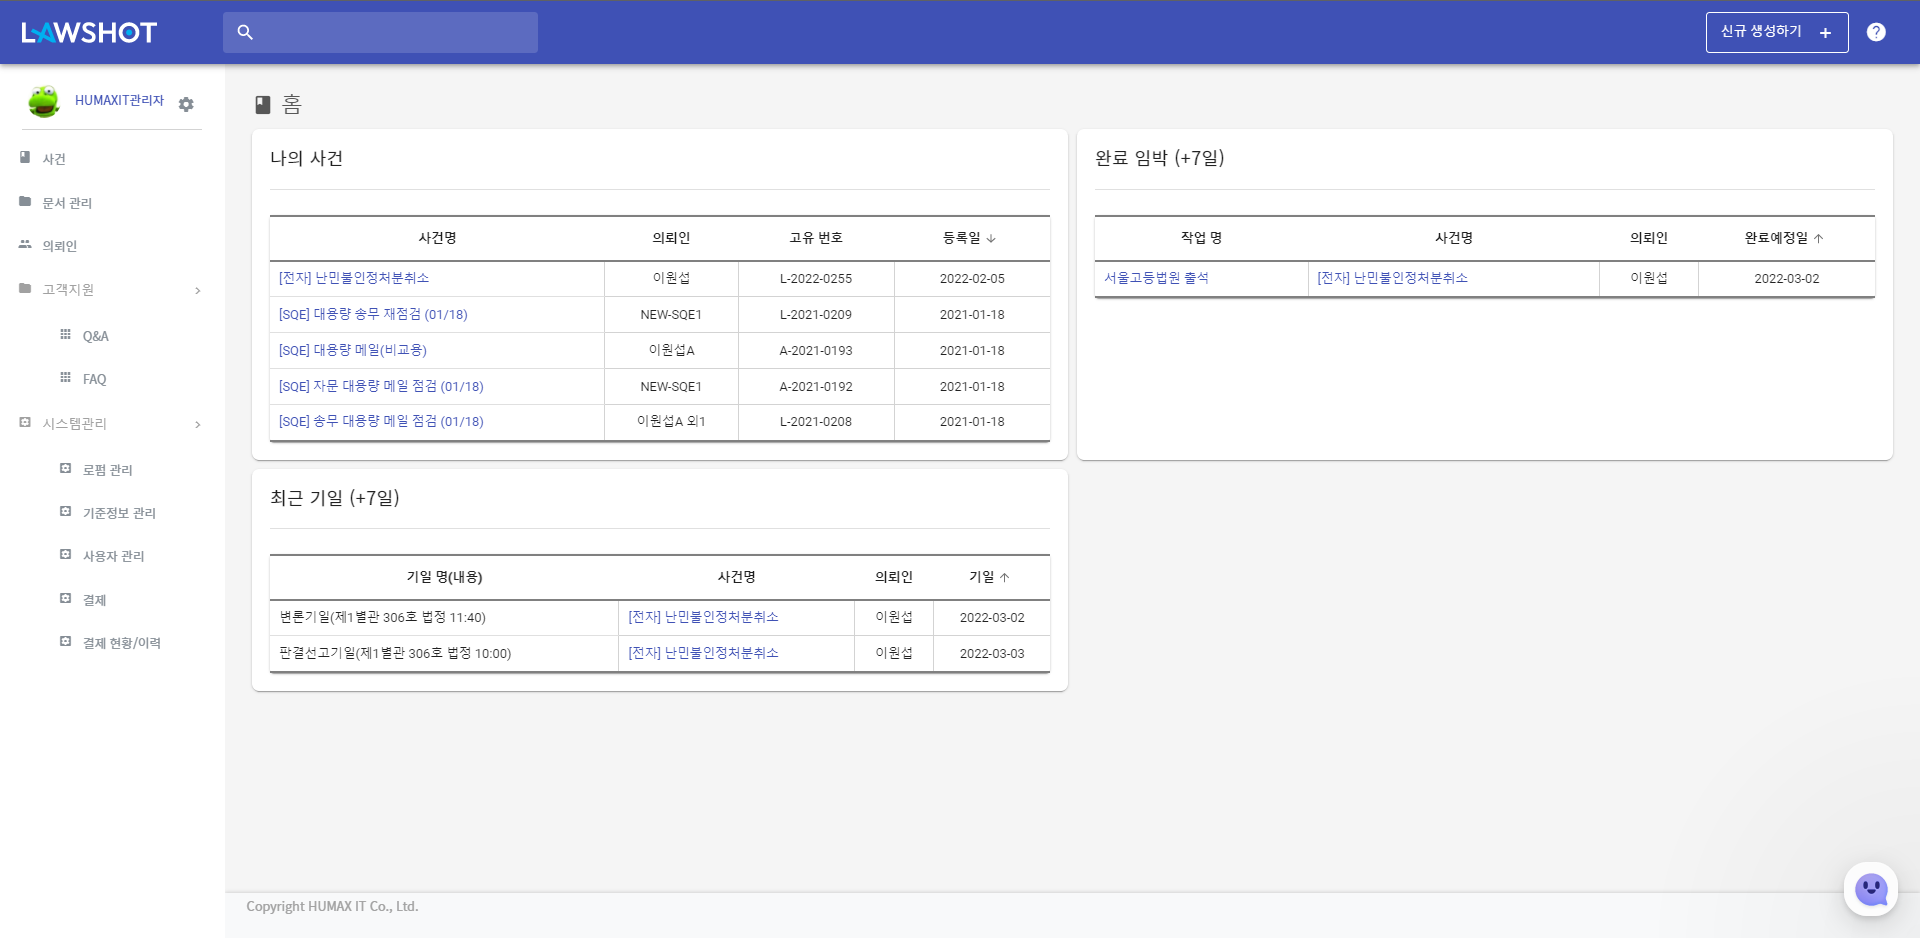 LAWSHOT
신규 생성하기 +
HUMAXIT관리자
사건
문서 관리
의뢰인
고객지원
Q&A
FAQ
시스템관리
로펌 관리
기준정보 관리
사용자 관리
결제
결제 현황/이력
홈
나의 사건
사건명 의뢰인 고유 번호 등록일 ↓
[전자] 난민불인정처분취소 이원섭 L-2022-0255 2022-02-05
[SQE] 대용량 송무 재점검 (01/18) NEW-SQE1 L-2021-0209 2021-01-18
[SQE] 대용량 메일(비교용) 이원섭A A-2021-0193 2021-01-18
[SQE] 자문 대용량 메일 점검 (01/18) NEW-SQE1 A-2021-0192 2021-01-18
[SQE] 송무 대용량 메일 점검 (01/18) 이원섭A 외1 L-2021-0208 2021-01-18
완료 임박 (+7일)
작업 명 사건명 의뢰인 완료예정일 ↑
서울고등법원 출석 [전자] 난민불인정처분취소 이원섭 2022-03-02
최근 기일 (+7일)
기일 명(내용) 사건명 의뢰인 기일 ↑
변론기일(제1별관 306호 법정 11:40) [전자] 난민불인정처분취소 이원섭 2022-03-02
판결선고기일(제1별관 306호 법정 10:00) [전자] 난민불인정처분취소 이원섭 2022-03-03
Copyright HUMAX IT Co., Ltd.